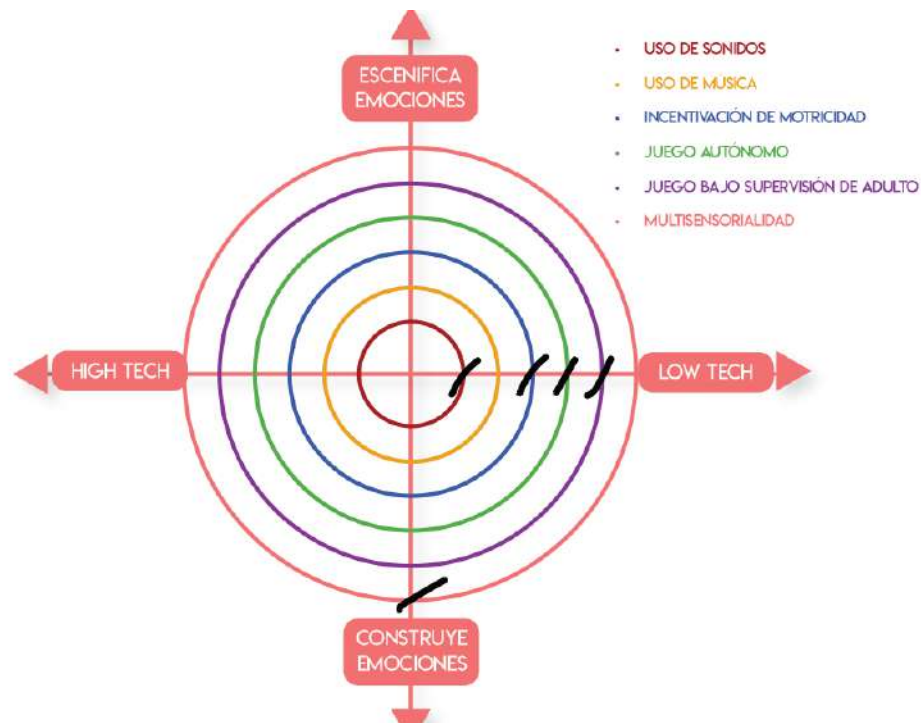 ESCENIFICA
EMOCIONES
USO DE SONIDOS
USO DE MÚSICA
INCENTIVACIÓN DE MOTRICIDAD
JUEGO AUTÓNOMO
JUEGO BAJO SUPERVISIÓN DE ADULTO
MULTISENSORIALIDAD
HIGH TECH
LOW TECH
CONSTRUYE
EMOCIONES